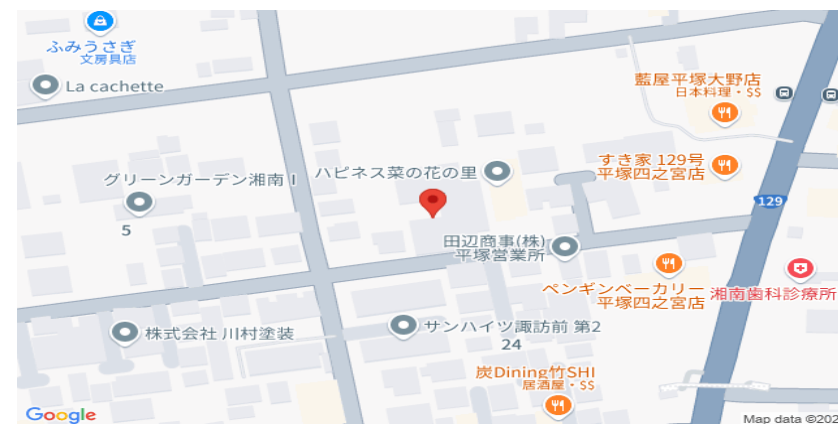 ふみうさぎ
文房具店
La cachette
藍屋平塚大野店
日本料理・$$
すき家 129号
平塚四之宮店
ハピネス菜の花の里
グリーンガーデン湘南 I
5
129
田辺商事(株)
平塚営業所
ペンギンベーカリー
平塚四之宮店
湘南歯科診療所
株式会社 川村塗装
サンハイツ諏訪前 第2
24
炭Dining竹SHI
居酒屋・$$
Google
Map data ©202